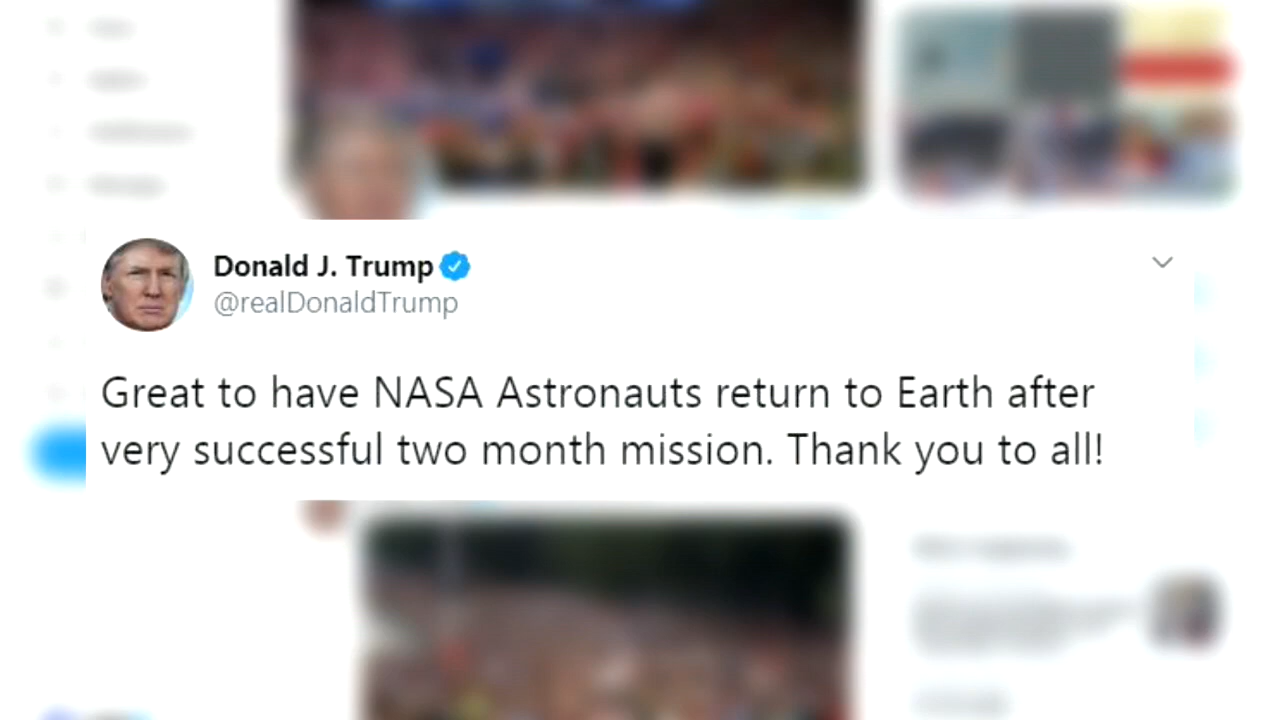 Donald J. Trump
@realDonaldTrump
Great to have NASA Astronauts return to Earth after
very successful two month mission. Thank you to all!